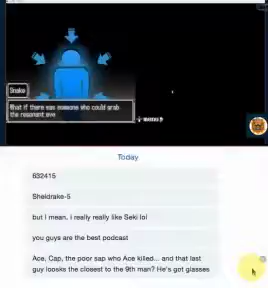 Snake
What if there was someone who could grab
the resonant
Today
632415
Sheldrake-5
but I mean, I really really like Seki lol
you guys are the best podcast
Ace, Cap, the poor sap who Ace killed... and that last
guy loosks the closest to the 9th man? He's got glasses